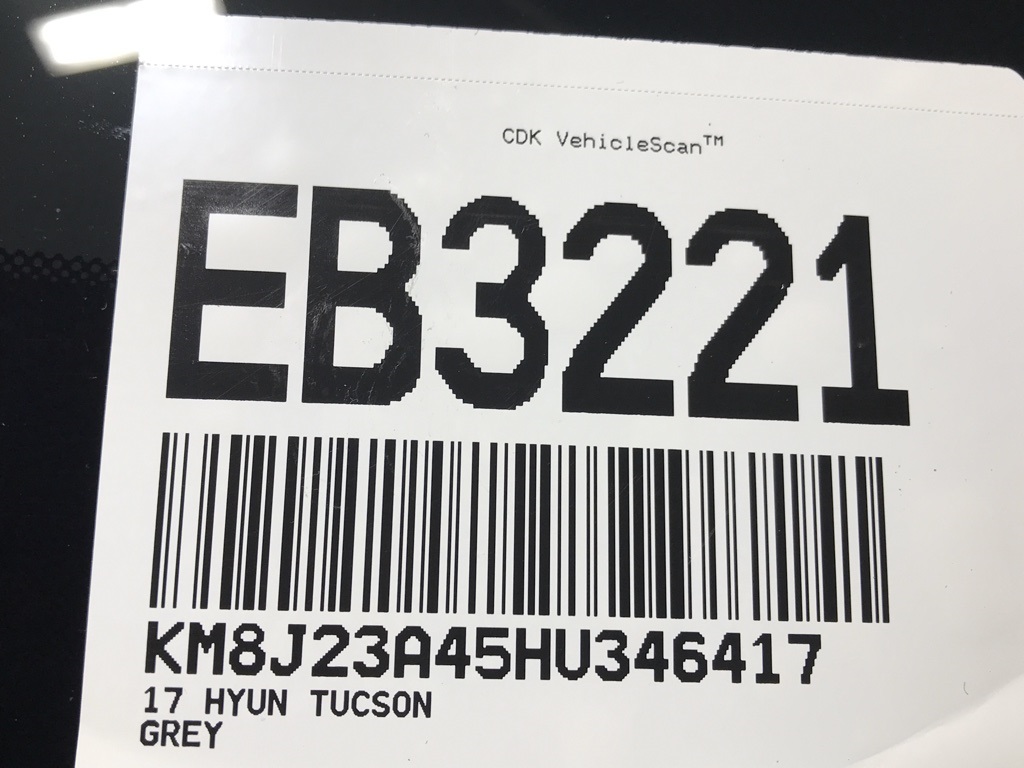 CDK VehicleScan™
EB3221
KM8J23A45HU346417
17 HYUN TUCSON
GREY